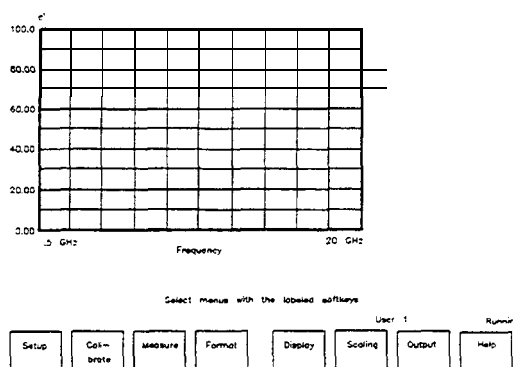 e'
100.0
80.00
60.00
40.00
20.00
0.00
.5 GHz
20 GHz
Frequency
Select menus with the labeled softkeys
User 1
Setup
Cali-
brate
Measure
Format
Display
Scaling
Output
Help